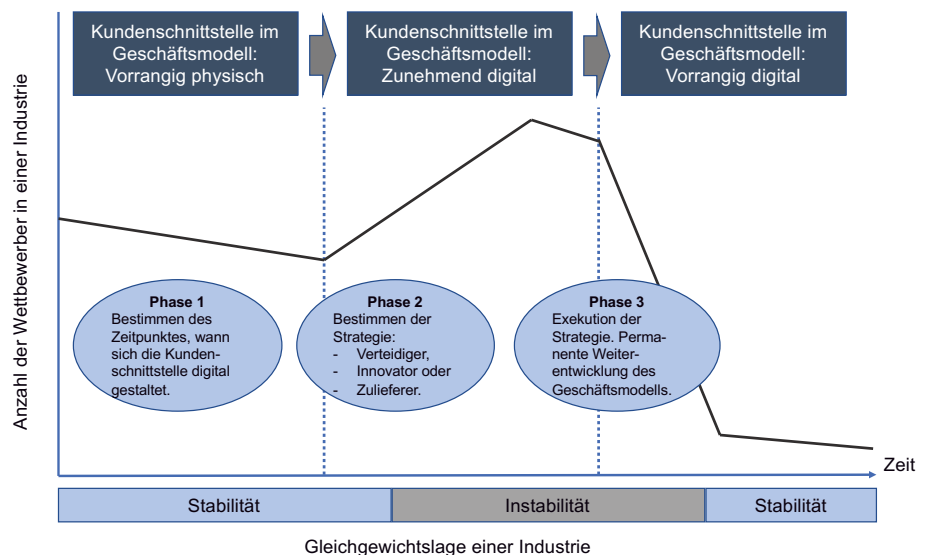 Kundenschnittstelle im
Geschäftsmodell:
Vorrangig physisch
Kundenschnittstelle im
Geschäftsmodell:
Zunehmend digital
Kundenschnittstelle im
Geschäftsmodell:
Vorrangig digital
Anzahl der Wettbewerber in einer Industrie
Phase 1
Bestimmen des
Zeitpunktes, wann
sich die Kunden-
schnittstelle digital
gestaltet.
Phase 2
Bestimmen der
Strategie:
- Verteidiger,
- Innovator oder
- Zulieferer.
Phase 3
Exekution der
Strategie. Perma-
nente Weiter-
entwicklung des
Geschäftsmodells.
Zeit
Stabilität
Instabilität
Stabilität
Gleichgewichtslage einer Industrie